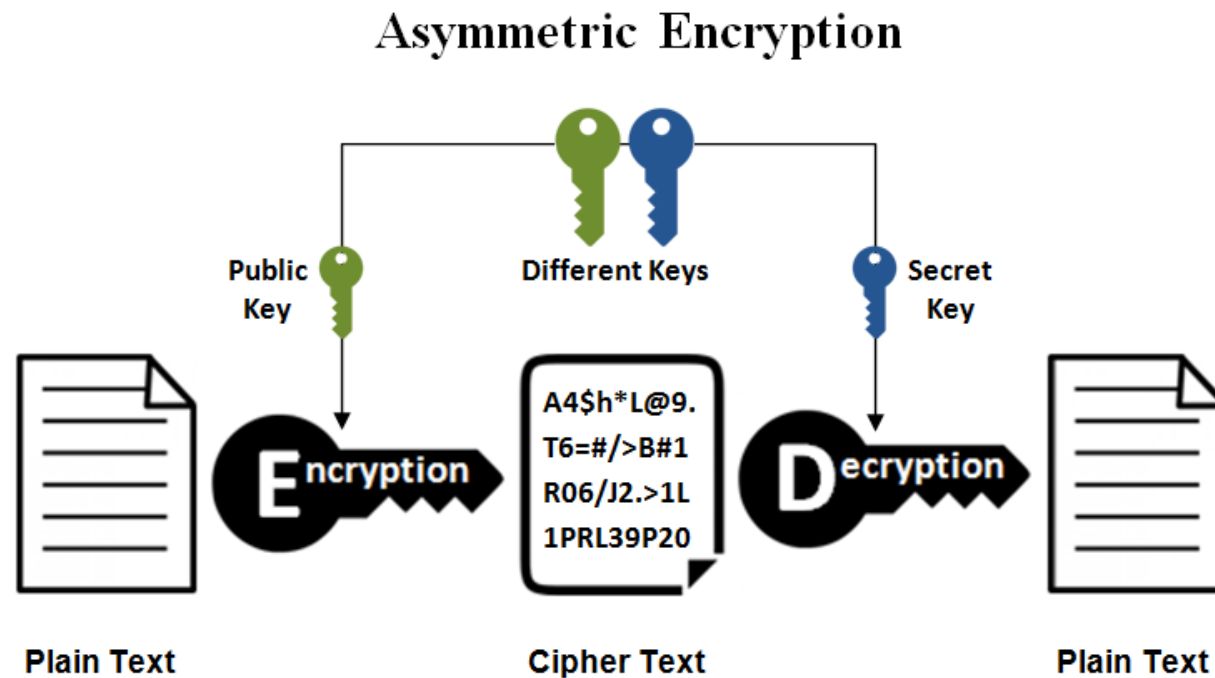 Asymmetric Encryption
Public
Key
Different Keys
Secret
Key
Encryption
A4$h*L@9.
T6=#/>B#1
R06/J2.>1L
1PRL39P20
Decryption
Plain Text
Cipher Text
Plain Text